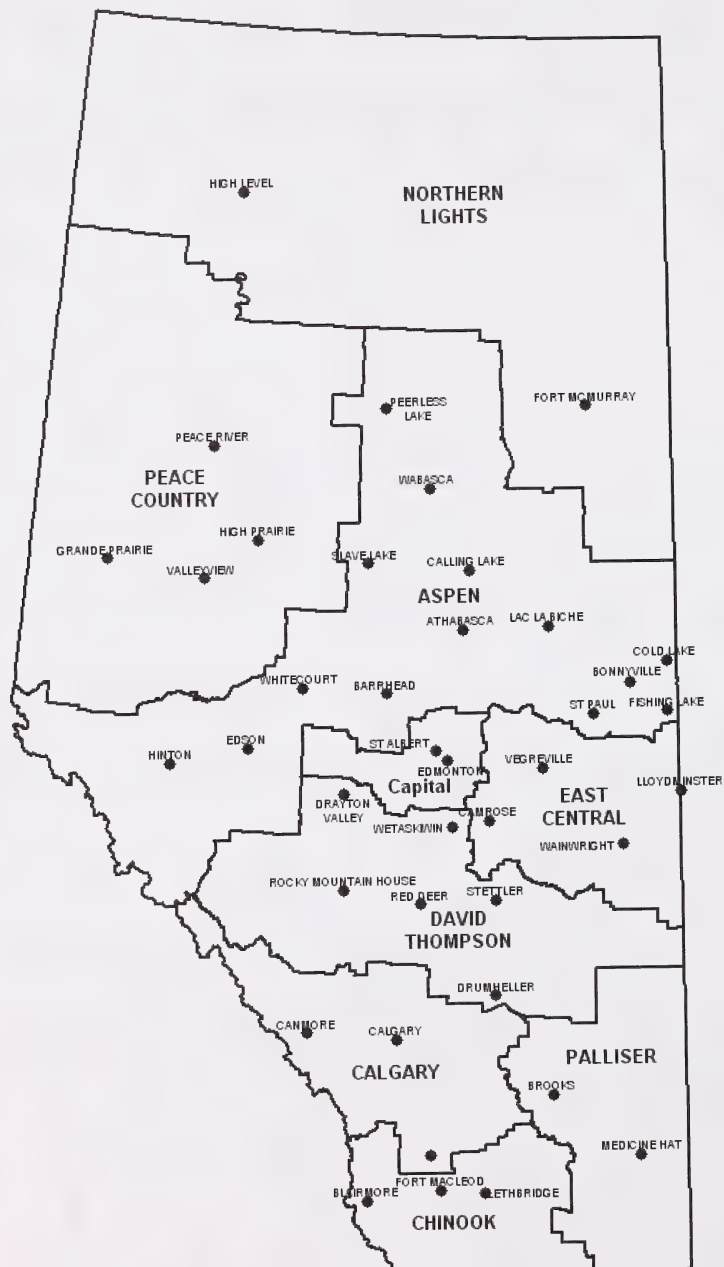 HIGH LEVEL
NORTHERN
LIGHTS
PEERLESS
LAKE
FORT MCMURRAY
PEACE RIVER
PEACE
COUNTRY
WABASCA
HIGH PRAIRIE
GRANDE PRAIRIE
VALLEYVIEW
SLAVE LAKE
CALLING LAKE
ASPEN
ATHABASCA
LAC LA BICHE
COLD LAKE
BONNYVILLE
WHITECOURT
BARRHEAD
ST PAUL
FISHING LAKE
HINTON
EDSON
ST ALBERT
EDMONTON
Capital
VEGREVILLE
LLOYDMINSTER
DRAYTON
VALLEY
EAST
CENTRAL
CAMROSE
WETASKIWIN
WAINWRIGHT
ROCKY MOUNTAIN HOUSE
RED DEER
STETTLER
DAVID
THOMPSON
DRUMHELLER
CANMORE
CALGARY
CALGARY
PALLISER
BROOKS
MEDICINE HAT
FORT MACLEOD
BLAIRMORE
LETHBRIDGE
CHINOOK